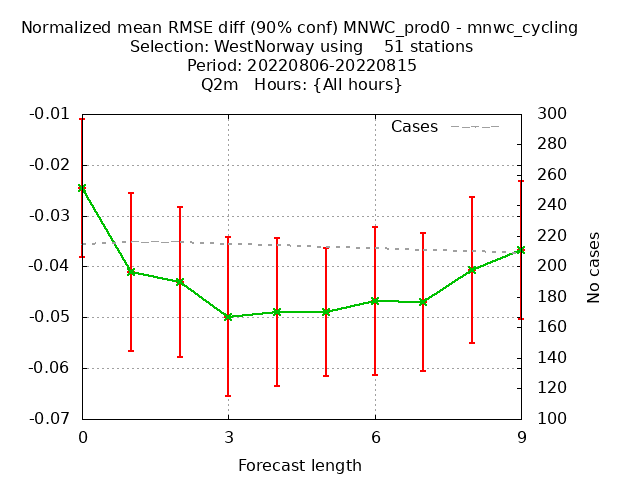 Normalized mean RMSE diff (90% conf) MNWC_prod0 - mnwc_cycling
Selection: WestNorway using    51 stations
Period: 20220806-20220815
Q2m   Hours: {All hours}
Cases
-0.01
-0.02
-0.03
-0.04
-0.05
-0.06
-0.07
300
280
260
240
220
200
180
160
140
120
100
No cases
0 3 6 9
Forecast length